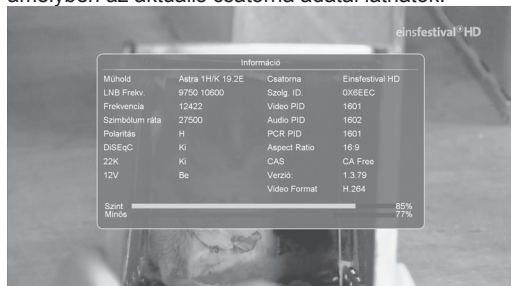 amelyben az aktuális csatorna adatai láthatók.
einsfestival HD
Információ
Műhold Astra 1H/K 19.2E Csatorna Einsfestival HD
LNB Frekv. 9750 10600 Szolg. ID. 0X6EEC
Frekvencia 12422 Video PID 1601
Szimbólum ráta 27500 Audio PID 1602
Polaritás H PCR PID 1601
DiSEqC Ki Aspect Ratio 16:9
22K Ki CAS CA Free
12V Be Verzió: 1.3.79
Video Format H.264
Szint 85%
Minös 77%